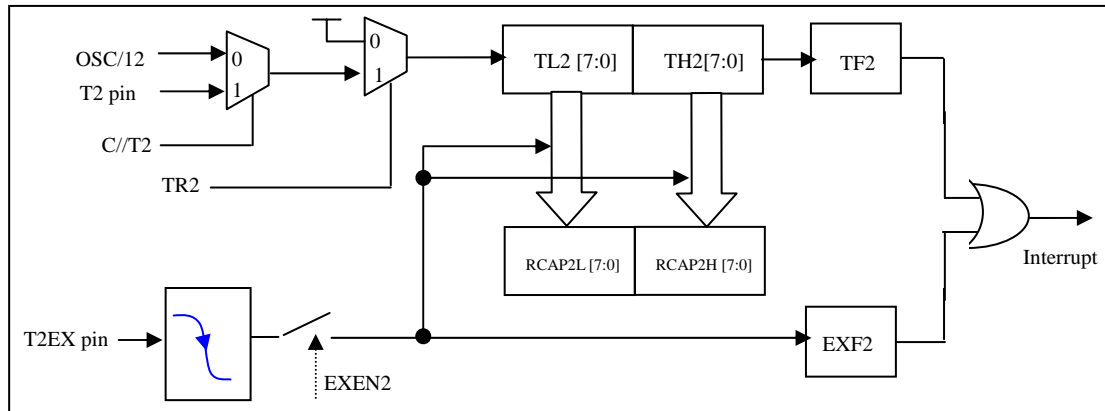 OSC/12
0
0
TL2 [7:0]
TH2[7:0]
TF2
1
T2 pin
1
C//T2
TR2
RCAP2L [7:0]
RCAP2H [7:0]
Interrupt
T2EX pin
EXF2
EXEN2